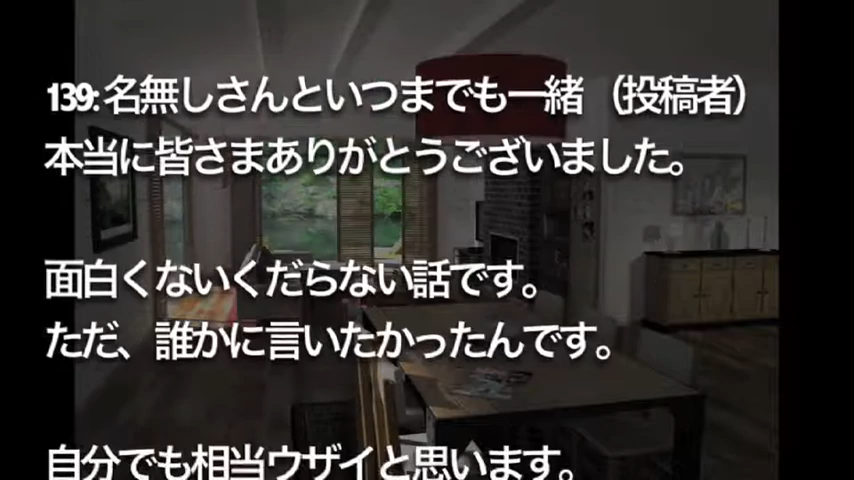 139: 名無しさんといつまでも一緒 （投稿者）
本当に皆さまありがとうございました。
面白くないくだらない話です。
ただ、誰かに言いたかったんです。
自分でも相当ウザイと思います。